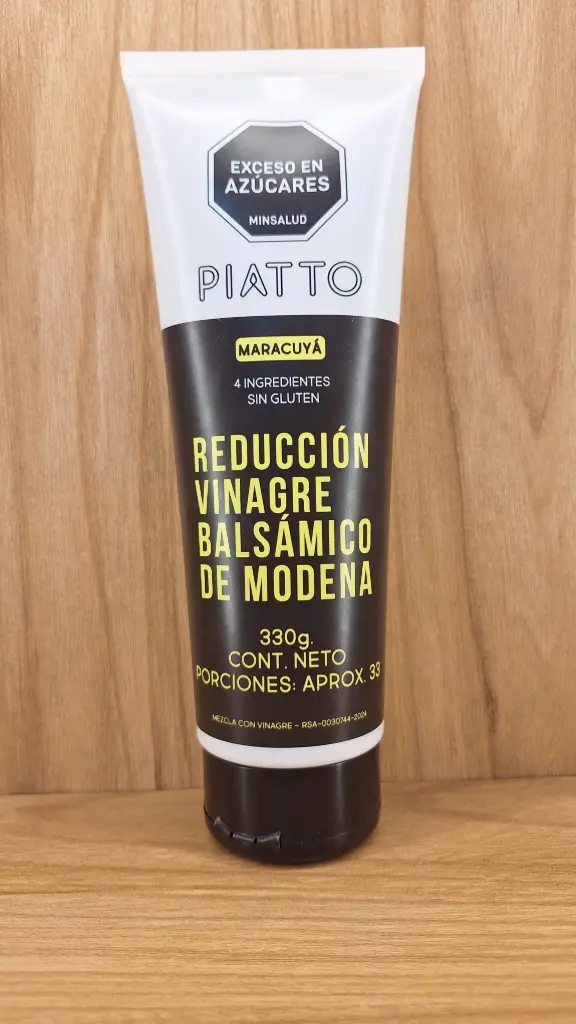 EXCESO EN
AZÚCARES
MINSALUD
PIATTO
MARACUYÁ
4 INGREDIENTES
SIN GLUTEN
REDUCCIÓN
VINAGRE
BALSÁMICO
DE MODENA
330g.
CONT. NETO
PORCIONES: APROX. 33
MEZCLA CON VINAGRE - RSA-0030744-2024